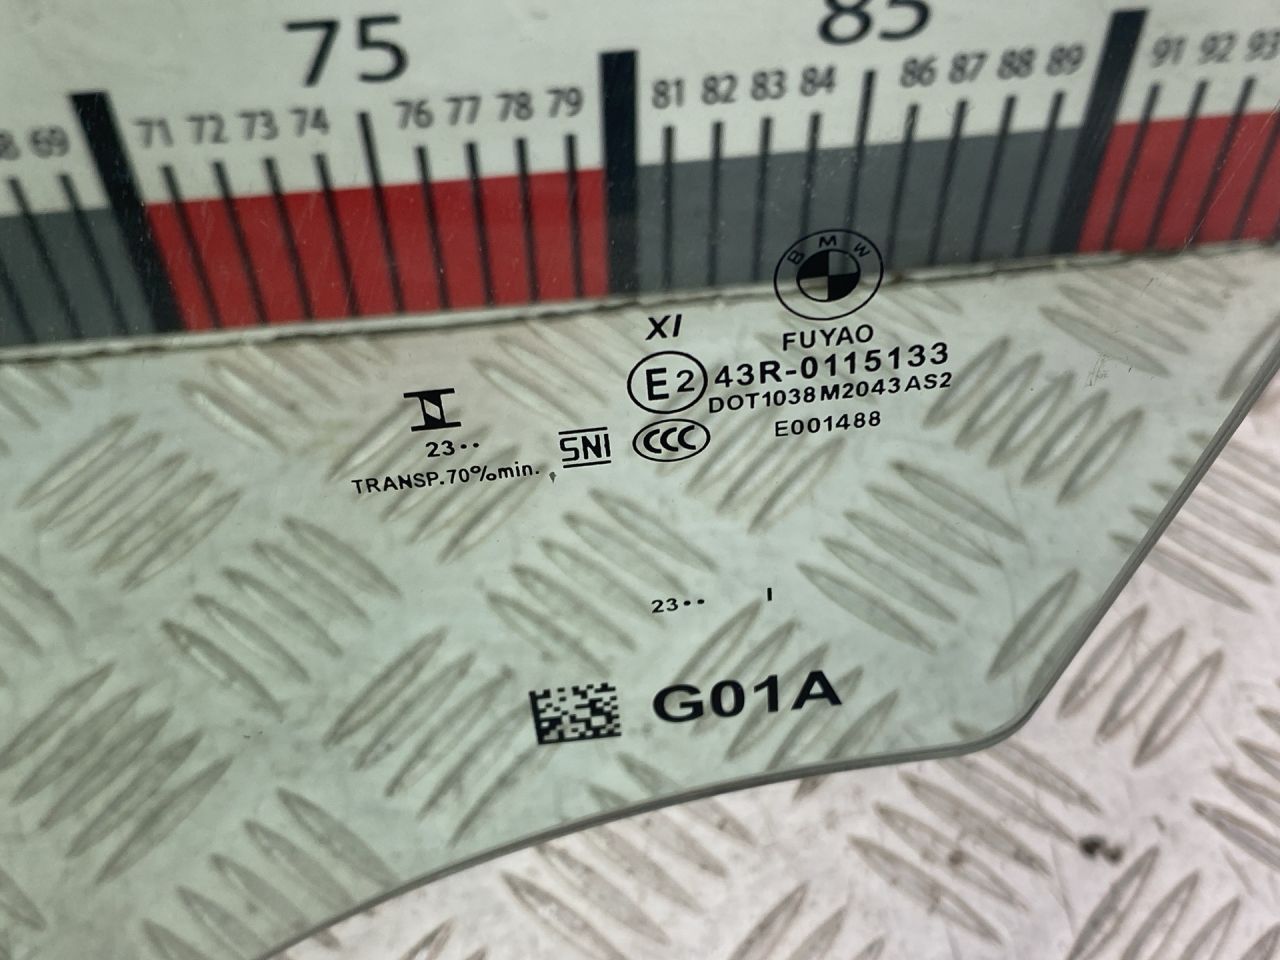 75
85
69
71 72 73 74 76 77 78 79 81 82 83 84 86 87 88 89 91 92 93
BMW
FUYAO
XI
E2 43R-0115133
DOT1038 M2043 AS2
E001488
23··
SNI CCC
TRANSP.70%min.
23·· I
G01A